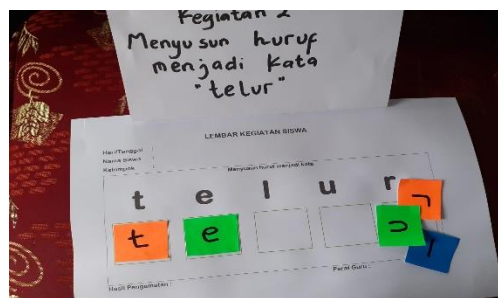 Kegiatan 2
Menyusun huruf
menjadi kata
"telur"
LEMBAR KEGIATAN SISWA
Hari/Tanggal :
Nama Siswa :
Kelompok :
Menyusun huruf menjadi kata
t e l u r
t e
Hasil Pengamatan :
Paraf Guru :